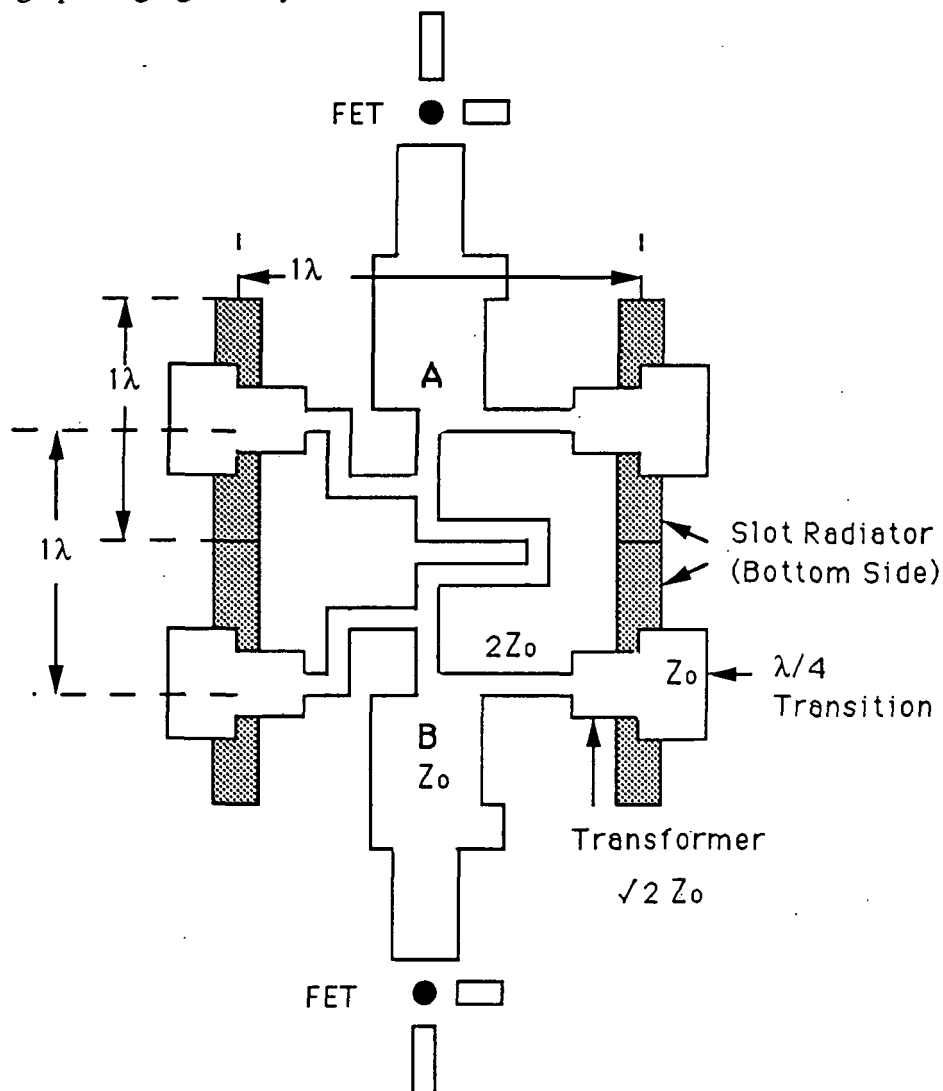 FET
1λ
A
1λ
1λ
Slot Radiator
(Bottom Side)
2Zo
Zo
λ/4
Transition
B
Zo
Transformer
√2 Zo
FET